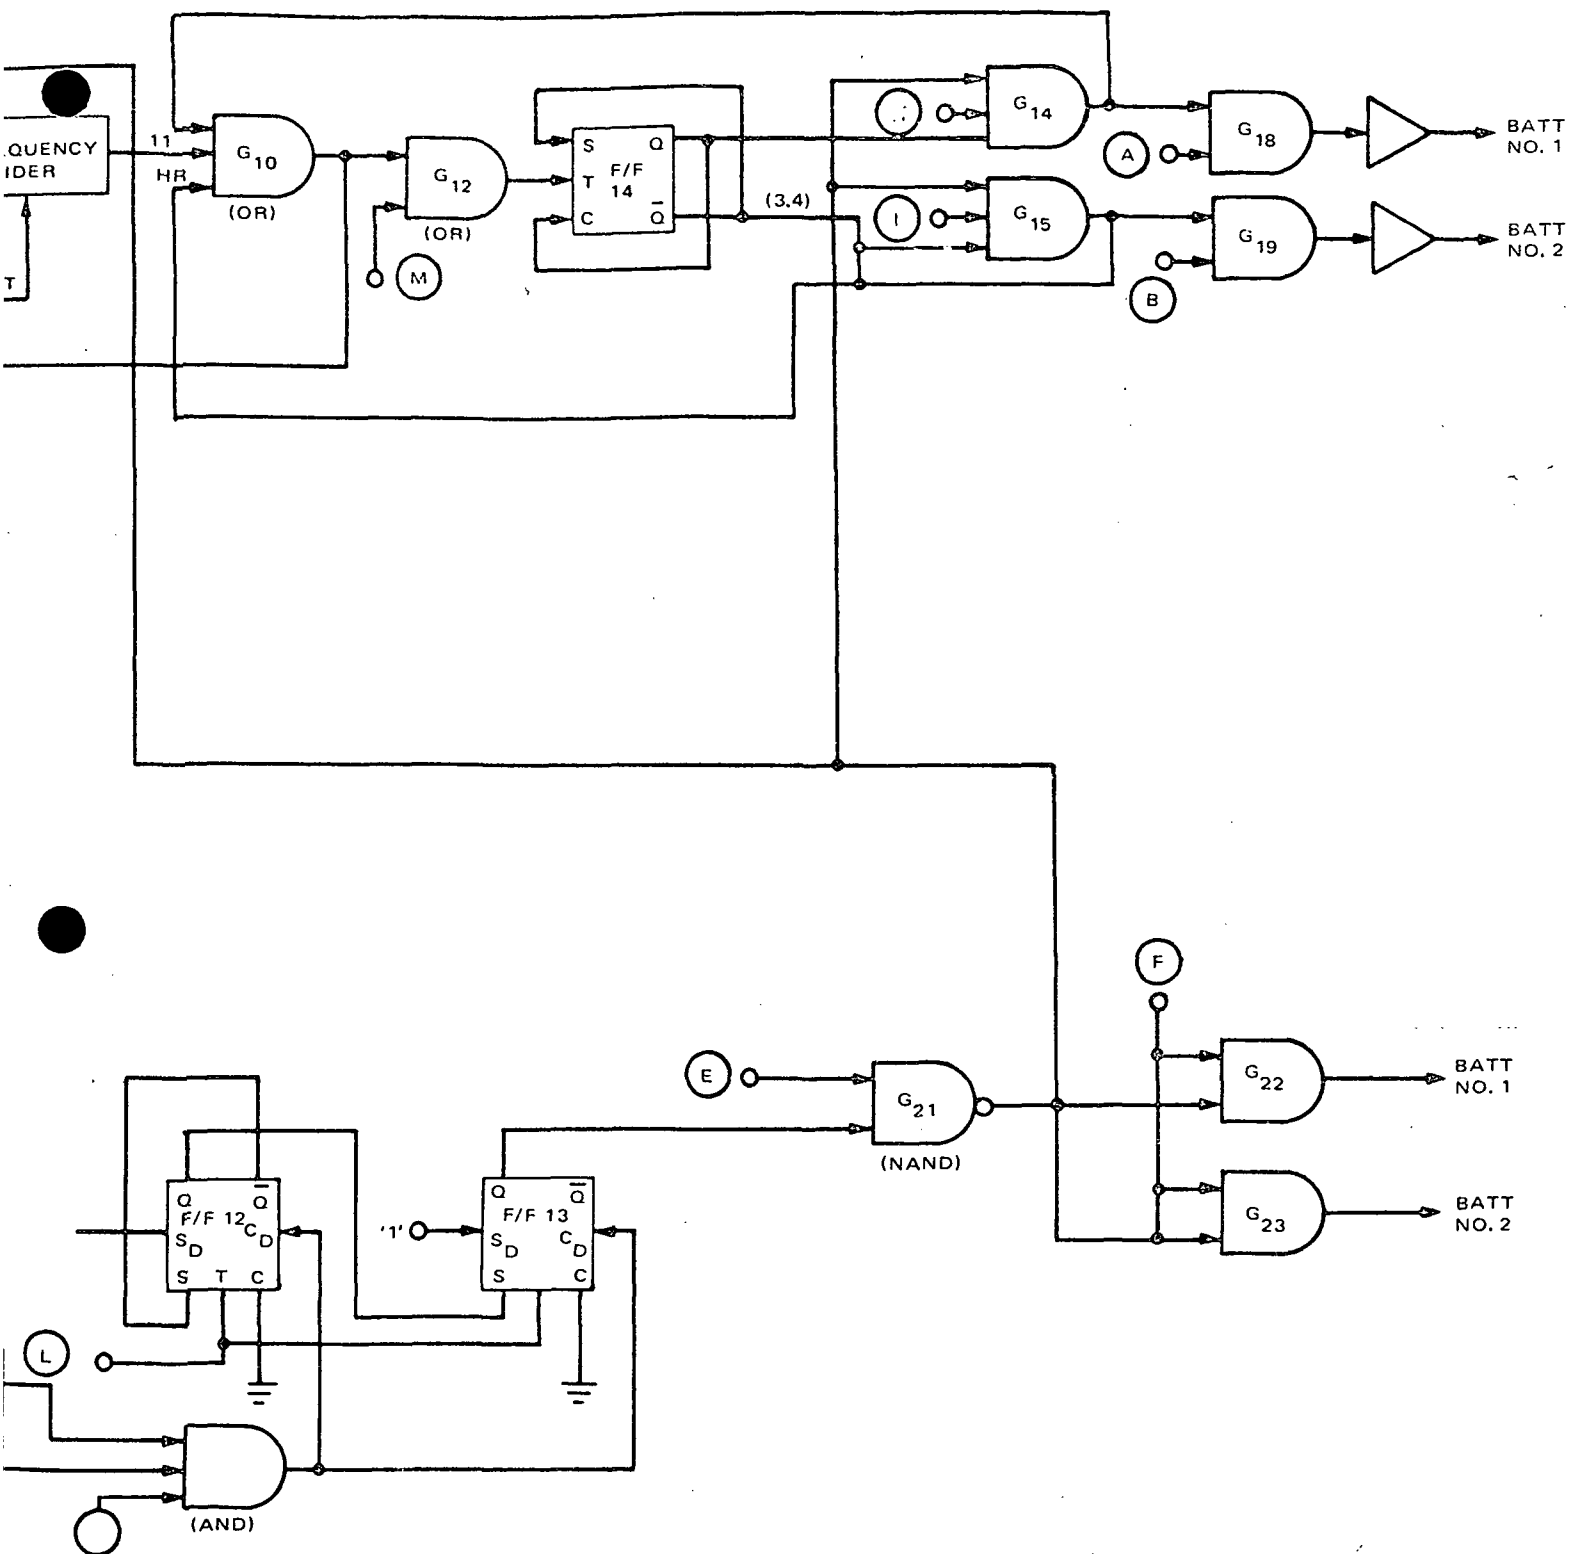 QUENCY
IDER
T
11
HR
G10
(OR)
G12
(OR)
M
S Q
F/F
T 14
C Q̅
(3.4)
G14
I
G15
A
G18
BATT
NO. 1
B
G19
BATT
NO. 2
F
E
G21
(NAND)
G22
BATT
NO. 1
G23
BATT
NO. 2
Q Q̅
F/F 12
SD CD
S T C
L
(AND)
'1'
Q Q̅
F/F 13
SD CD
S C